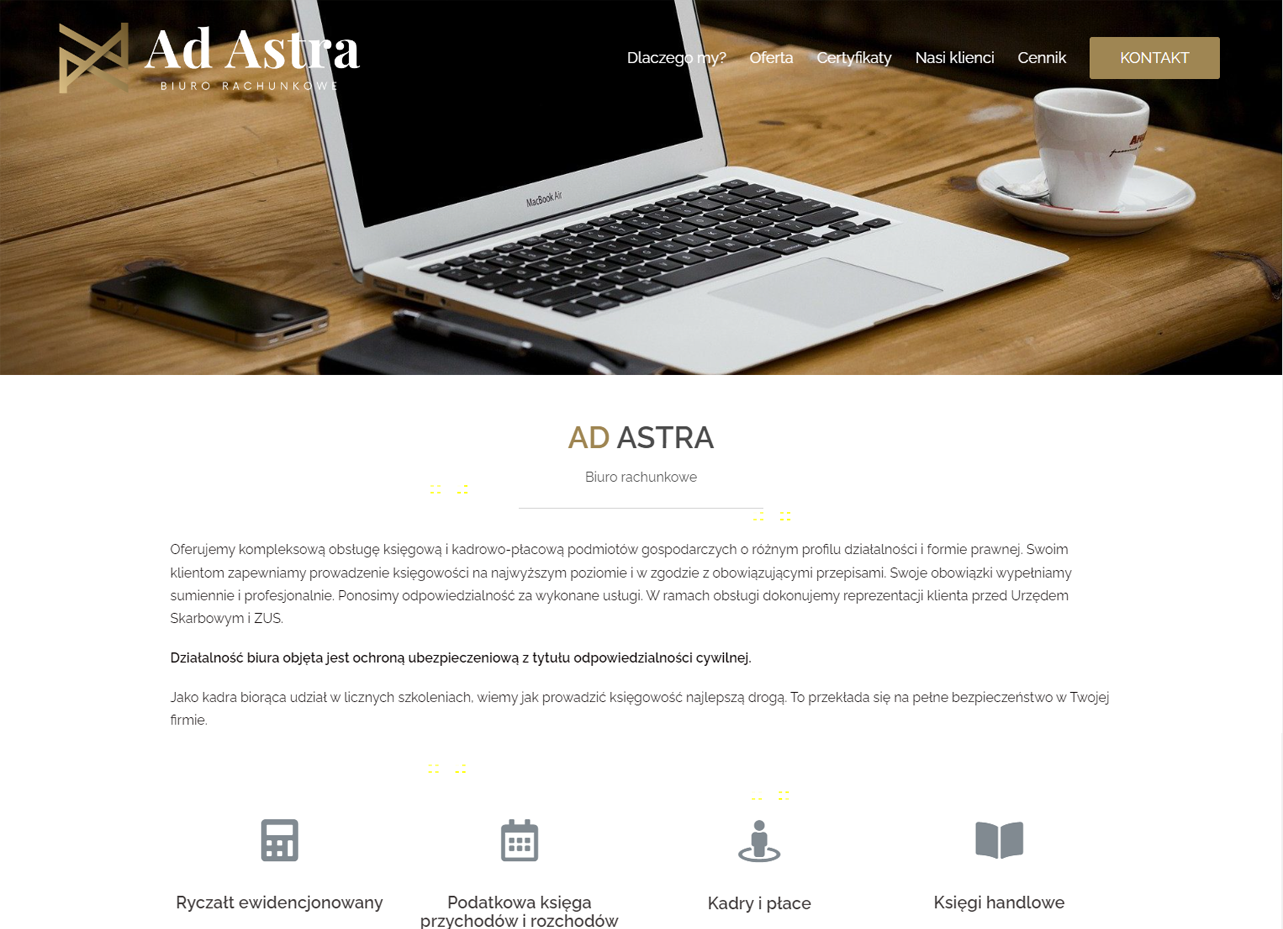 Ad Astra
BIURO RACHUNKOWE
Dlaczego my? Oferta Certyfikaty Nasi klienci Cennik KONTAKT
MacBook Air
AD ASTRA
Biuro rachunkowe
Oferujemy kompleksową obsługę księgową i kadrowo-płacową podmiotów gospodarczych o różnym profilu działalności i formie prawnej. Swoim
klientom zapewniamy prowadzenie księgowości na najwyższym poziomie i w zgodzie z obowiązującymi przepisami. Swoje obowiązki wypełniamy
sumiennie i profesjonalnie. Ponosimy odpowiedzialność za wykonane usługi. W ramach obsługi dokonujemy reprezentacji klienta przed Urzędem
Skarbowym i ZUS.
Działalność biura objęta jest ochroną ubezpieczeniową z tytułu odpowiedzialności cywilnej.
Jako kadra biorąca udział w licznych szkoleniach, wiemy jak prowadzić księgowość najlepszą drogą. To przekłada się na pełne bezpieczeństwo w Twojej
firmie.
Ryczałt ewidencjonowany
Podatkowa księga
przychodów i rozchodów
Kadry i płace
Księgi handlowe